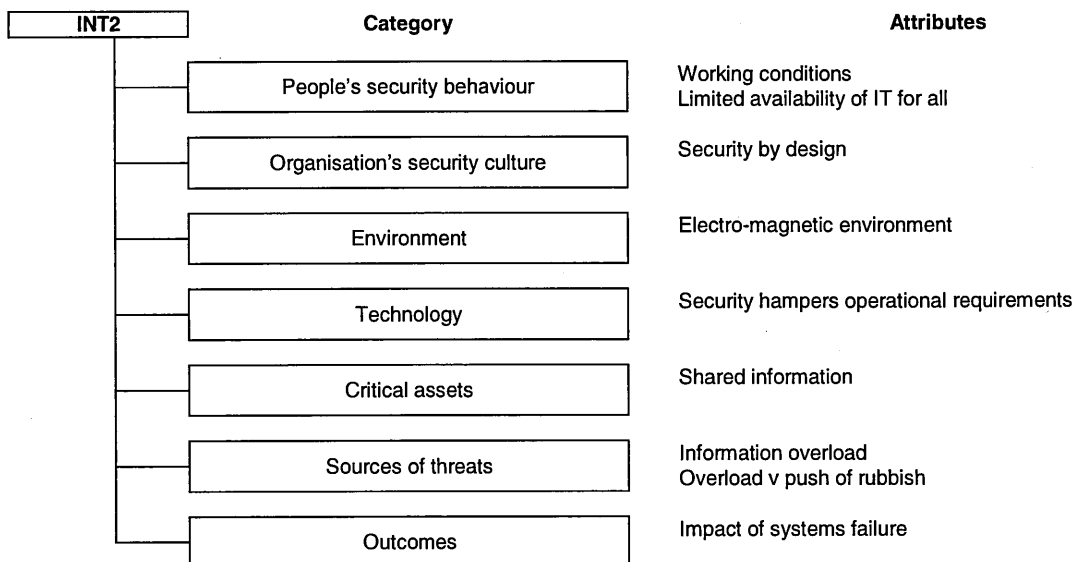 INT2 Category Attributes
People's security behaviour
Working conditions
Limited availability of IT for all
Organisation's security culture
Security by design
Environment
Electro-magnetic environment
Technology
Security hampers operational requirements
Critical assets
Shared information
Sources of threats
Information overload
Overload v push of rubbish
Outcomes
Impact of systems failure